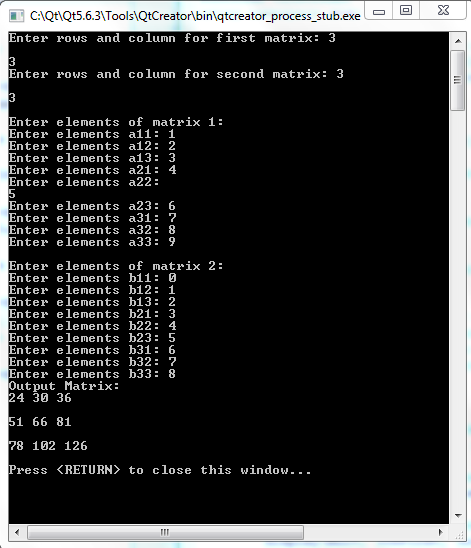 C:\Qt\Qt5.6.3\Tools\QtCreator\bin\qtcreator_process_stub.exe
Enter rows and column for first matrix: 3
3
Enter rows and column for second matrix: 3
3
Enter elements of matrix 1:
Enter elements a11: 1
Enter elements a12: 2
Enter elements a13: 3
Enter elements a21: 4
Enter elements a22:
5
Enter elements a23: 6
Enter elements a31: 7
Enter elements a32: 8
Enter elements a33: 9
Enter elements of matrix 2:
Enter elements b11: 0
Enter elements b12: 1
Enter elements b13: 2
Enter elements b21: 3
Enter elements b22: 4
Enter elements b23: 5
Enter elements b31: 6
Enter elements b32: 7
Enter elements b33: 8
Output Matrix:
24 30 36
51 66 81
78 102 126
Press <RETURN> to close this window...